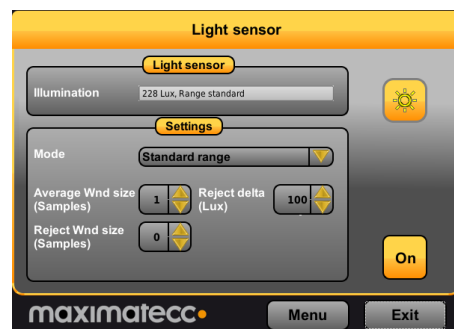 Light sensor
Light sensor
Illumination
228 Lux, Range standard
Settings
Mode
Standard range
Average Wnd size
(Samples)
1
Reject delta
(Lux)
100
Reject Wnd size
(Samples)
0
On
maximatecc
Menu
Exit